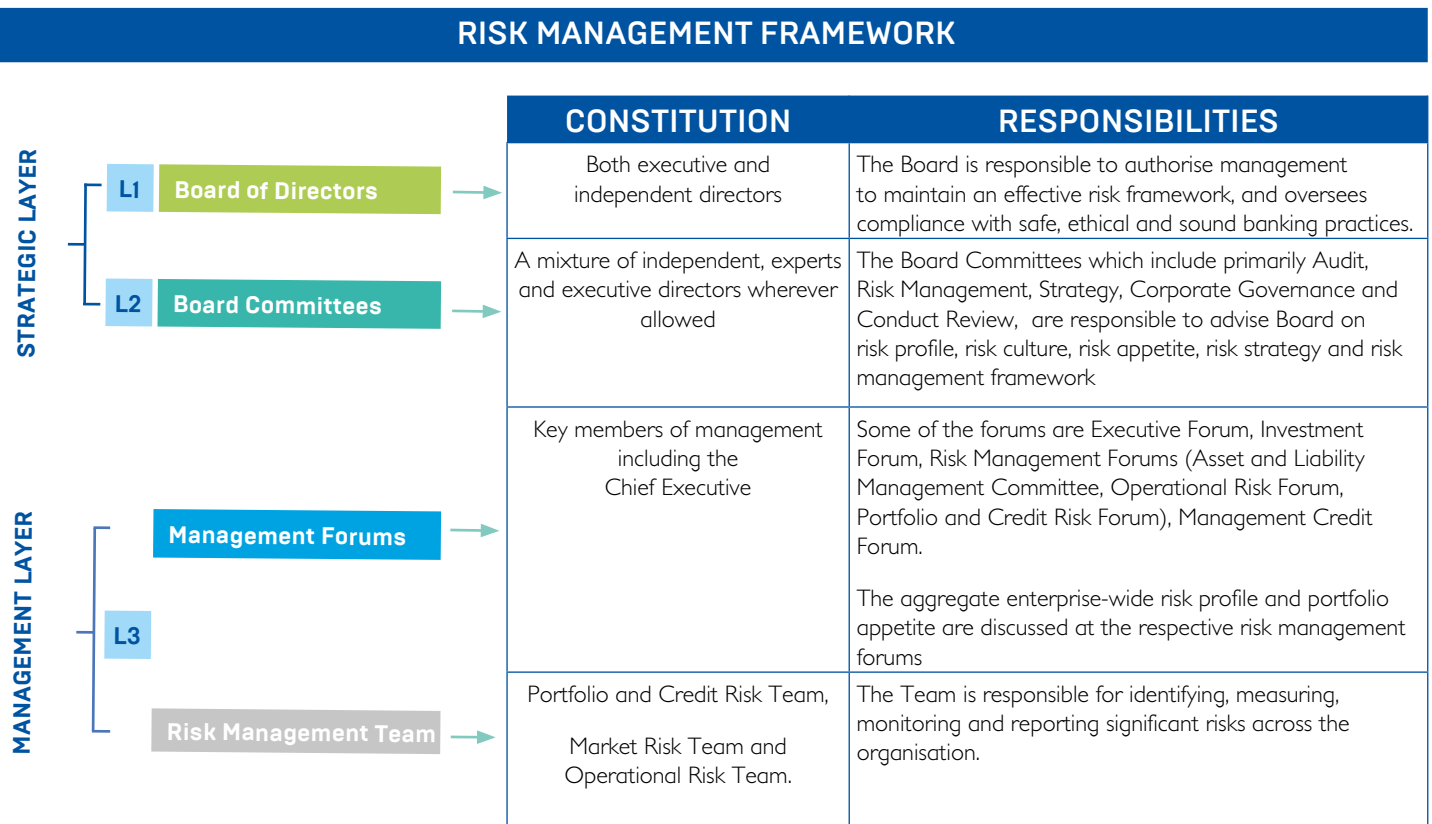 RISK MANAGEMENT FRAMEWORK
CONSTITUTION
RESPONSIBILITIES
STRATEGIC LAYER
L1
Board of Directors
Both executive and
independent directors
The Board is responsible to authorise management
to maintain an effective risk framework, and oversees
compliance with safe, ethical and sound banking practices.
L2
Board Committees
A mixture of independent, experts
and executive directors wherever
allowed
The Board Committees which include primarily Audit,
Risk Management, Strategy, Corporate Governance and
Conduct Review, are responsible to advise Board on
risk profile, risk culture, risk appetite, risk strategy and risk
management framework
MANAGEMENT LAYER
L3
Management Forums
Key members of management
including the
Chief Executive
Some of the forums are Executive Forum, Investment
Forum, Risk Management Forums (Asset and Liability
Management Committee, Operational Risk Forum,
Portfolio and Credit Risk Forum), Management Credit
Forum.
The aggregate enterprise-wide risk profile and portfolio
appetite are discussed at the respective risk management
forums
Risk Management Team
Portfolio and Credit Risk Team,
Market Risk Team and
Operational Risk Team.
The Team is responsible for identifying, measuring,
monitoring and reporting significant risks across the
organisation.